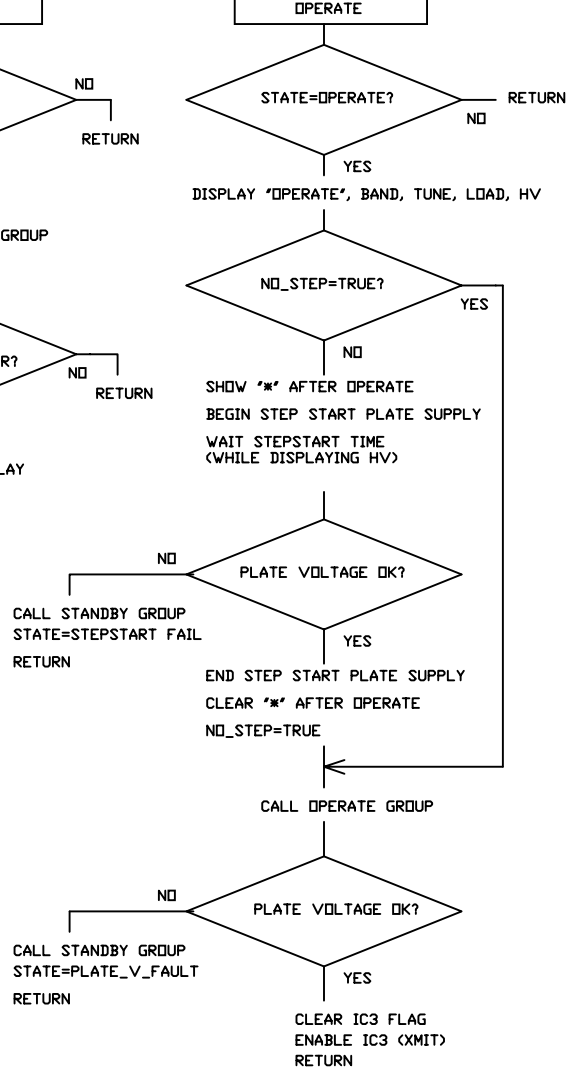 OPERATE
NO
RETURN
STATE=OPERATE?
RETURN
NO
YES
DISPLAY "OPERATE", BAND, TUNE, LOAD, HV
GROUP
NO_STEP=TRUE?
YES
NO
R?
NO
RETURN
SHOW "*" AFTER OPERATE
BEGIN STEP START PLATE SUPPLY
WAIT STEPSTART TIME
(WHILE DISPLAYING HV)
LAY
NO
PLATE VOLTAGE OK?
CALL STANDBY GROUP
STATE=STEPSTART FAIL
RETURN
YES
END STEP START PLATE SUPPLY
CLEAR "*" AFTER OPERATE
NO_STEP=TRUE
CALL OPERATE GROUP
NO
PLATE VOLTAGE OK?
CALL STANDBY GROUP
STATE=PLATE_V_FAULT
RETURN
YES
CLEAR IC3 FLAG
ENABLE IC3 (XMIT)
RETURN